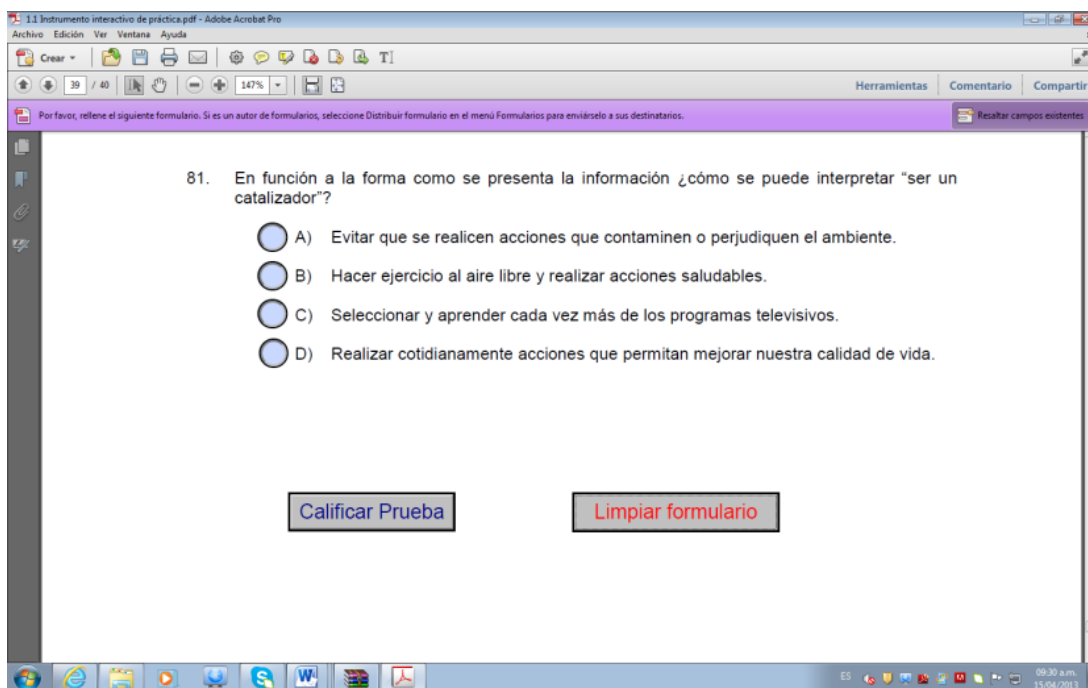 1.1 Instrumento interactivo de práctica.pdf - Adobe Acrobat Pro
Archivo Edición Ver Ventana Ayuda
Crear
39 / 40 147% Herramientas Comentario Compartir
Por favor, rellene el siguiente formulario. Si es un autor de formularios, seleccione Distribuir formulario en el menú Formularios para enviárselo a sus destinatarios. Resaltar campos existentes
81. En función a la forma como se presenta la información ¿cómo se puede interpretar “ser un
catalizador”?
A) Evitar que se realicen acciones que contaminen o perjudiquen el ambiente.
B) Hacer ejercicio al aire libre y realizar acciones saludables.
C) Seleccionar y aprender cada vez más de los programas televisivos.
D) Realizar cotidianamente acciones que permitan mejorar nuestra calidad de vida.
Calificar Prueba Limpiar formulario
ES 09:30 a.m.
15/04/2013